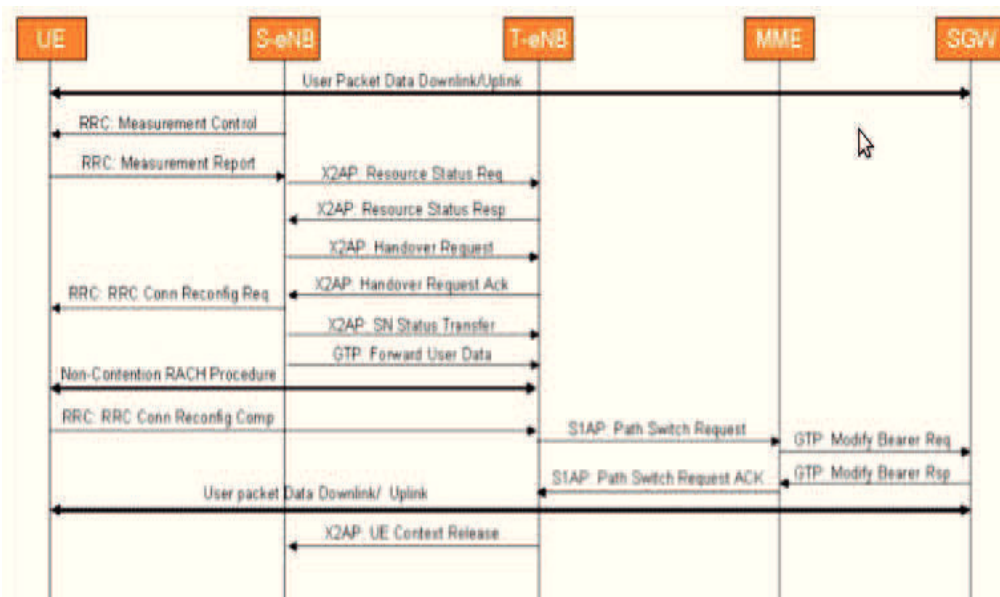 UE S-eNB T-eNB MME SGW
User Packet Data Downlink/Uplink
RRC: Measurement Control
RRC: Measurement Report
X2AP: Resource Status Req
X2AP: Resource Status Resp
X2AP: Handover Request
X2AP: Handover Request Ack
RRC: RRC Conn Reconfig Req
X2AP: SN Status Transfer
GTP: Forward User Data
Non-Contention RACH Procedure
RRC: RRC Conn Reconfig Comp
S1AP: Path Switch Request
GTP: Modify Bearer Req
S1AP: Path Switch Request ACK
GTP: Modify Bearer Rsp
User packet Data Downlink/ Uplink
X2AP: UE Context Release